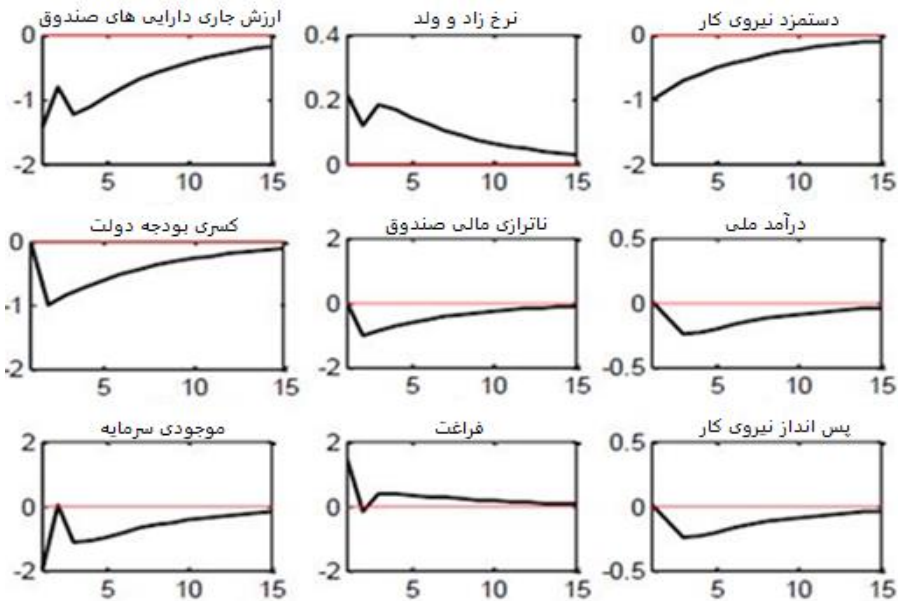 دستمزد نیروی کار
نرخ زاد و ولد
ارزش جاری دارایی های صندوق
0
-1
-2
5 10 15
0.4
0.2
0
5 10 15
0
-1
-2
5 10 15
درآمد ملی
ناترازی مالی صندوق
کسری بودجه دولت
0.5
0
-0.5
5 10 15
2
0
-2
5 10 15
0
-1
-2
5 10 15
پس انداز نیروی کار
فراغت
موجودی سرمایه
0.5
0
-0.5
5 10 15
2
0
-2
5 10 15
2
0
-2
5 10 15